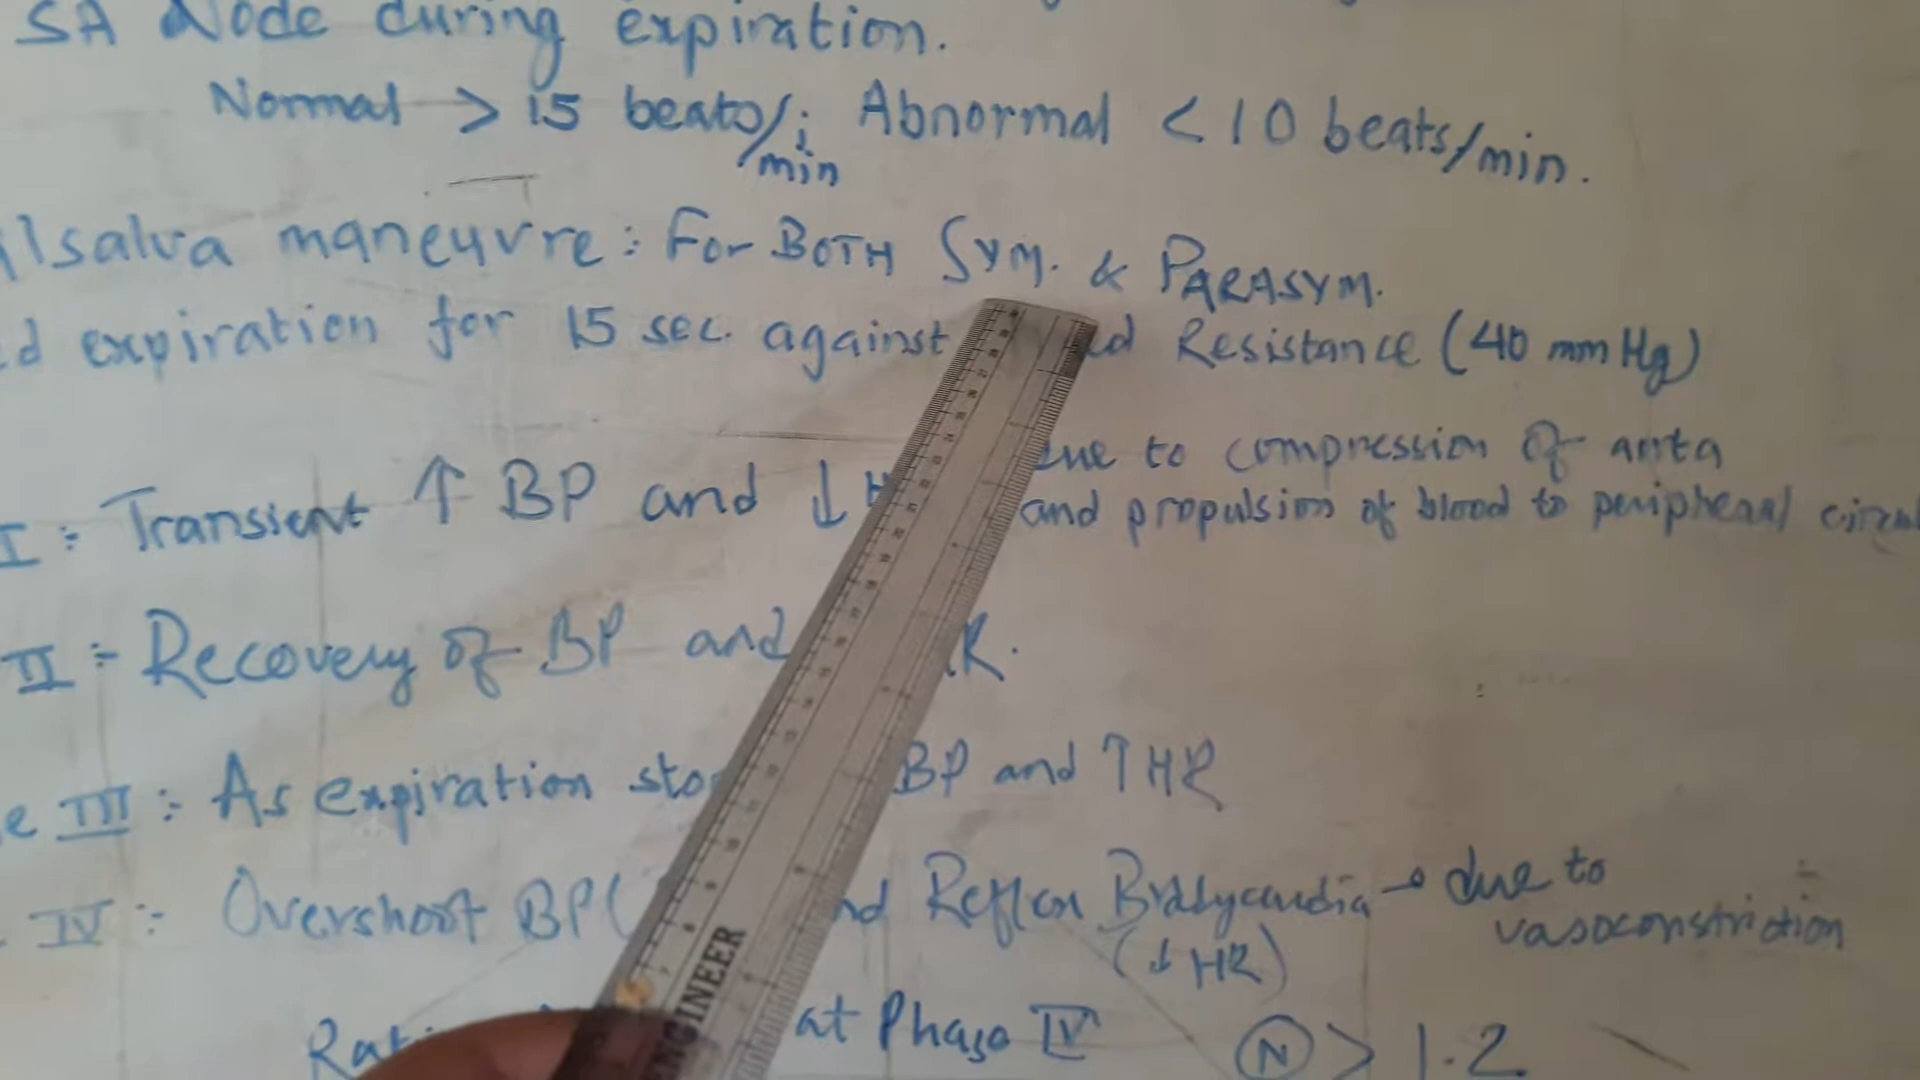 SA Node during expiration.
Normal > 15 beats/min; Abnormal < 10 beats/min.
lsalva maneuvre: For BOTH SYM. & PARASYM.
d expiration for 15 sec. against Resistance (40 mm Hg)
I: Transient ↑ BP and ↓ due to compression of aorta
and propulsion of blood to peripheral
II :- Recovery of BP and
III :- As expiration BP and ↑HR
IV :- Overshoot BP( Reflex Bradycardia → due to
vasoconstriction
(↓ HR)
at Phase IV (N) > 1.2
ENGINEER